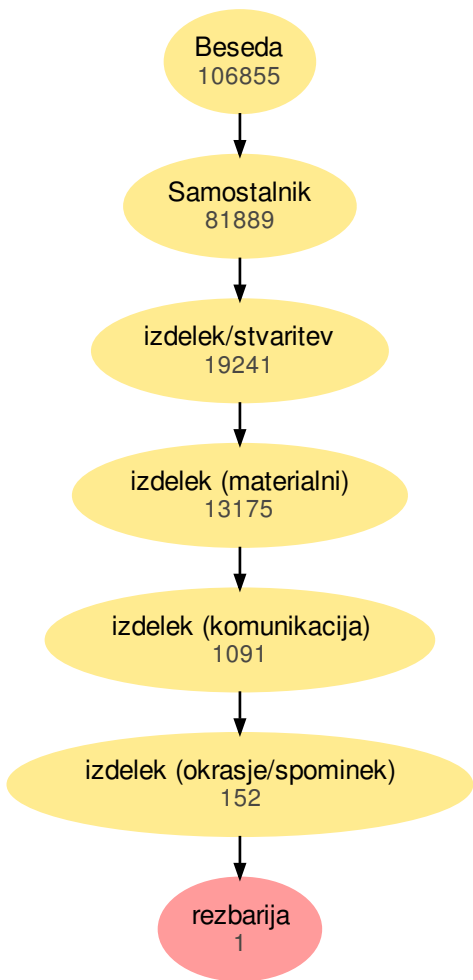 Beseda
106855
Samostalnik
81889
izdelek/stvaritev
19241
izdelek (materialni)
13175
izdelek (komunikacija)
1091
izdelek (okrasje/spominek)
152
rezbarija
1